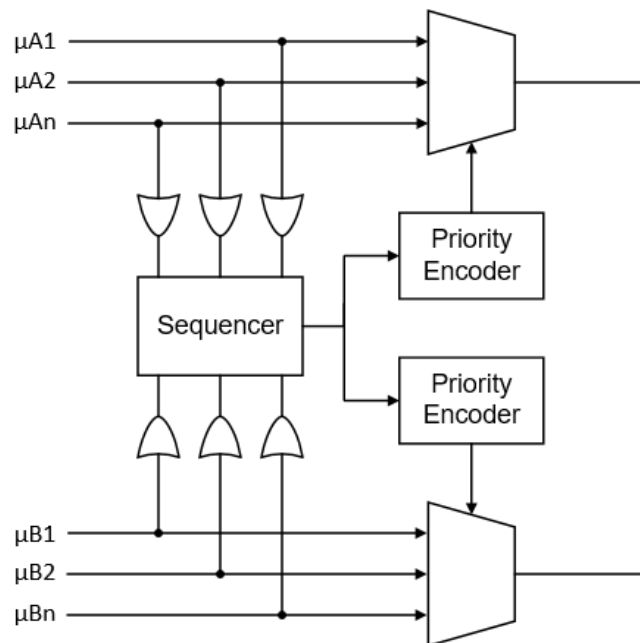 μA1
μA2
μAn
Priority
Encoder
Sequencer
Priority
Encoder
μB1
μB2
μBn